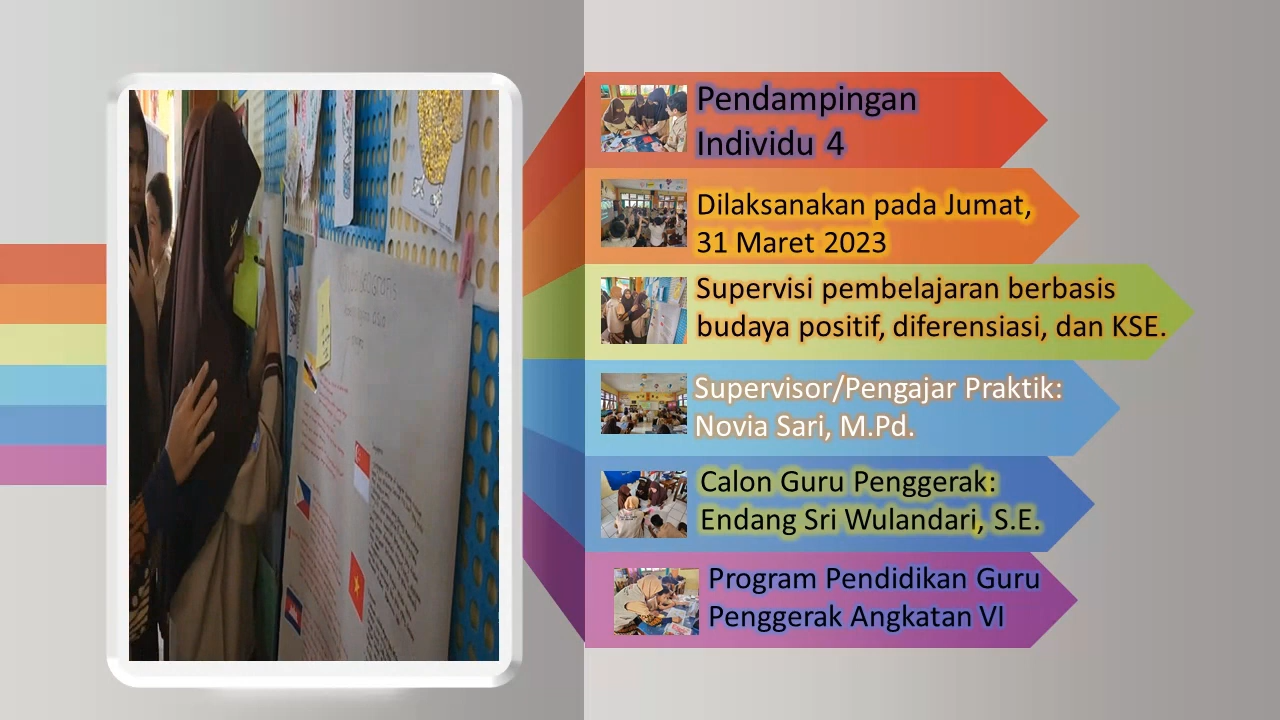 Pendampingan
Individu 4
Dilaksanakan pada Jumat,
31 Maret 2023
Supervisi pembelajaran berbasis
budaya positif, diferensiasi, dan KSE.
Supervisor/Pengajar Praktik:
Novia Sari, M.Pd.
Calon Guru Penggerak:
Endang Sri Wulandari, S.E.
Program Pendidikan Guru
Penggerak Angkatan VI